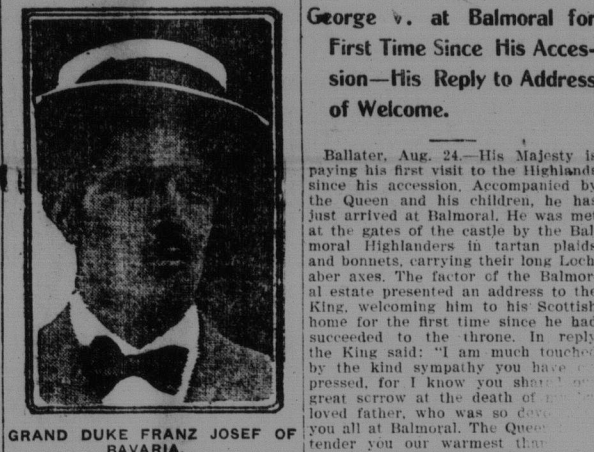 GRAND DUKE FRANZ JOSEF OF
BAVARIA
George V. at Balmoral for
First Time Since His Acces-
sion—His Reply to Address
of Welcome.
Ballater, Aug. 24.—His Majesty is
paying his first visit to the Highlands
since his accession. Accompanied by
the Queen and his children, he has
just arrived at Balmoral. He was met
at the gates of the castle by the Bal
moral Highlanders in tartan plaids
and bonnets, carrying their long Loch
aber axes. The factor of the Balmor
al estate presented an address to the
King, welcoming him to his Scottish
home for the first time since he had
succeeded to the throne. In reply
the King said: "I am much touched
by the kind sympathy you have
pressed, for I know you
great sorrow at the death of
loved father, who was so
you all at Balmoral. The Queen
tender you our warmest